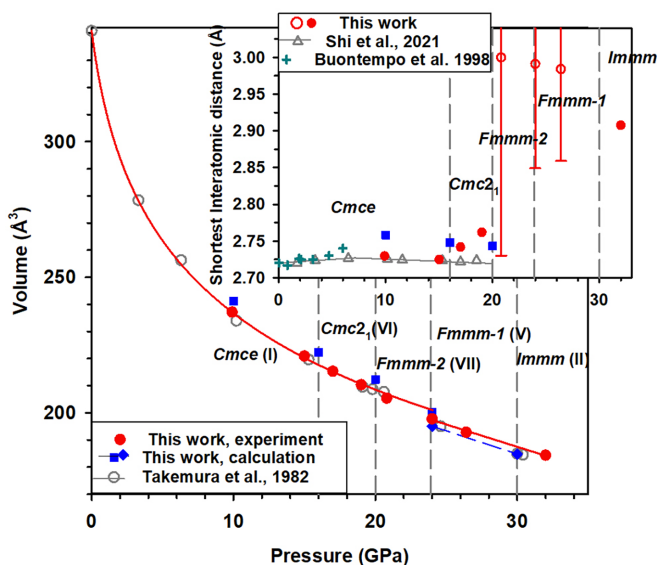 This work
Shi et al., 2021
Buontempo et al. 1998
Shortest Interatomic distance (Å)
3.00
2.95
2.90
2.85
2.80
2.75
2.70
0
10
20
30
Cmce
Cmc2₁
Fmmm-2
Fmmm-1
Immm
Volume (Å³)
300
250
200
Cmce (I)
Cmc2₁(VI)
Fmmm-2 (VII)
Fmmm-1 (V)
Immm (II)
This work, experiment
This work, calculation
Takemura et al., 1982
0
10
20
30
Pressure (GPa)